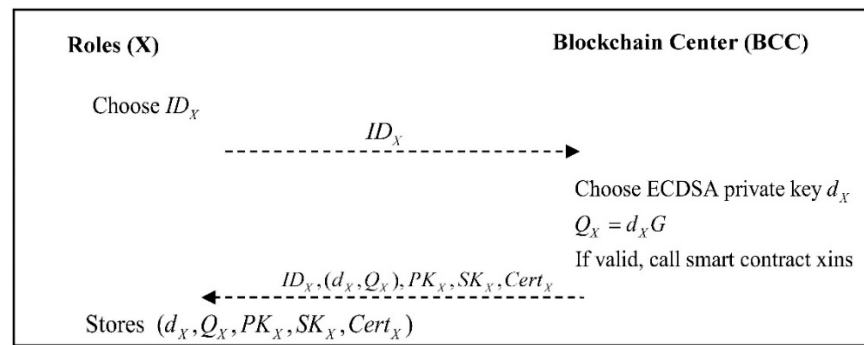 Roles (X)
Blockchain Center (BCC)
Choose ID_X
ID_X
Choose ECDSA private key d_X
Q_X = d_X G
If valid, call smart contract xins
ID_X, (d_X, Q_X), PK_X, SK_X, Cert_X
Stores (d_X, Q_X, PK_X, SK_X, Cert_X)